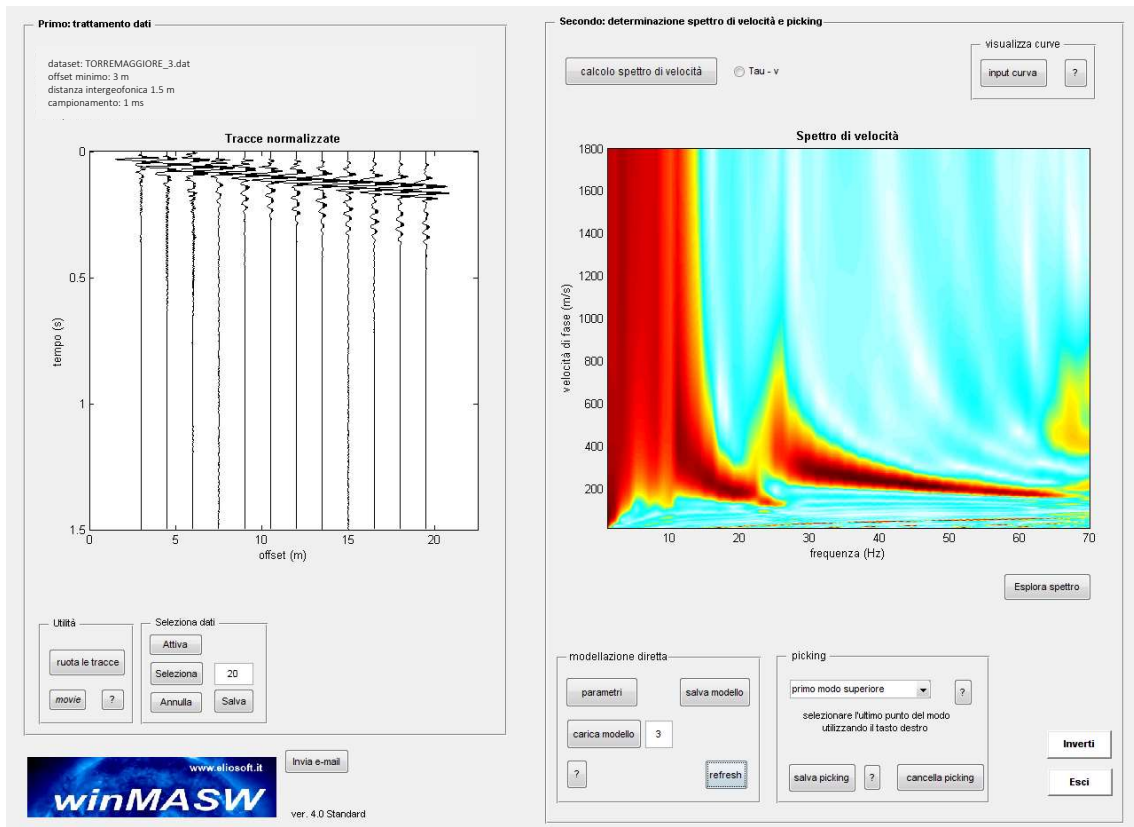 Primo: trattamento dati
dataset: TORREMAGGIORE_3.dat
offset minimo: 3 m
distanza intergeofonica 1.5 m
campionamento: 1 ms
Tracce normalizzate
0
0.5
1
1.5
tempo (s)
0 5 10 15 20
offset (m)
Utilità
ruota le tracce
movie ?
Seleziona dati
Attiva
Seleziona 20
Annulla Salva
www.eliosoft.it
winMASW
Invia e-mail
ver. 4.0 Standard
Secondo: determinazione spettro di velocità e picking
calcolo spettro di velocità Tau - v
visualizza curve
input curva ?
Spettro di velocità
1800
1600
1400
1200
1000
800
600
400
200
velocità di fase (m/s)
10 20 30 40 50 60 70
frequenza (Hz)
Esplora spettro
modellazione diretta
parametri salva modello
carica modello 3
? refresh
picking
primo modo superiore ?
selezionare l'ultimo punto del modo
utilizzando il tasto destro
salva picking ? cancella picking
Inverti
Esci